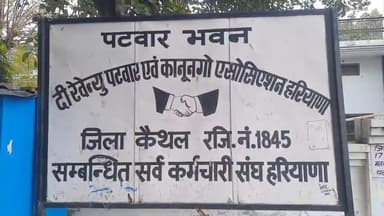 पटवार भवन
दी रेवेन्यु पटवार एवं कानूनगो एसोसिएशन हरियाणा
जिला कैथल रजि.नं.1845
सम्बन्धित सर्व कर्मचारी संघ हरियाणा